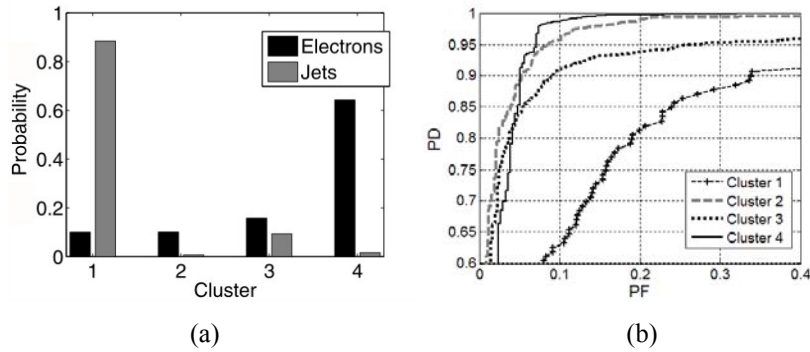 1
0.8
0.6
0.4
0.2
0
Probability
Electrons
Jets
1 2 3 4
Cluster
(a)
1
0.95
0.9
0.85
0.8
0.75
0.7
0.65
0.6
PD
Cluster 1
Cluster 2
Cluster 3
Cluster 4
0 0.1 0.2 0.3 0.4
PF
(b)